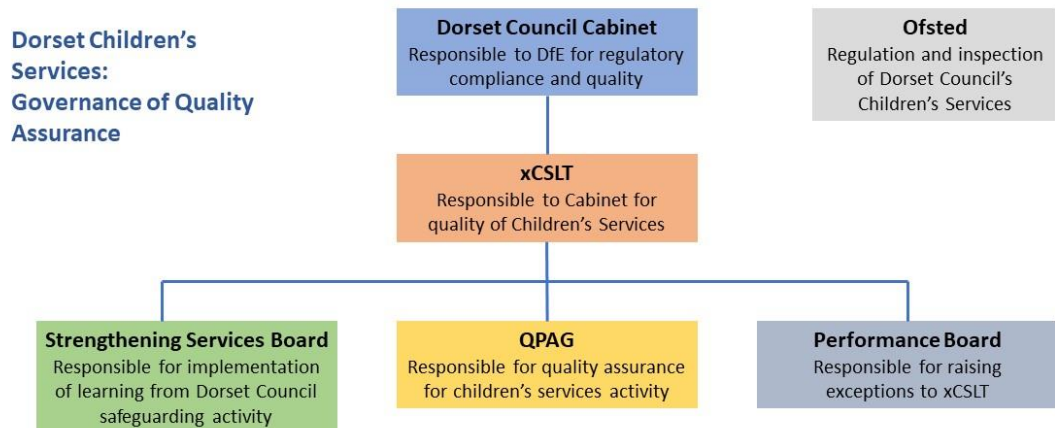 Dorset Children's
Services:
Governance of Quality
Assurance
Dorset Council Cabinet
Responsible to DfE for regulatory
compliance and quality
Ofsted
Regulation and inspection
of Dorset Council's
Children's Services
xCSLT
Responsible to Cabinet for
quality of Children's Services
Strengthening Services Board
Responsible for implementation
of learning from Dorset Council
safeguarding activity
QPAG
Responsible for quality assurance
for children's services activity
Performance Board
Responsible for raising
exceptions to xCSLT